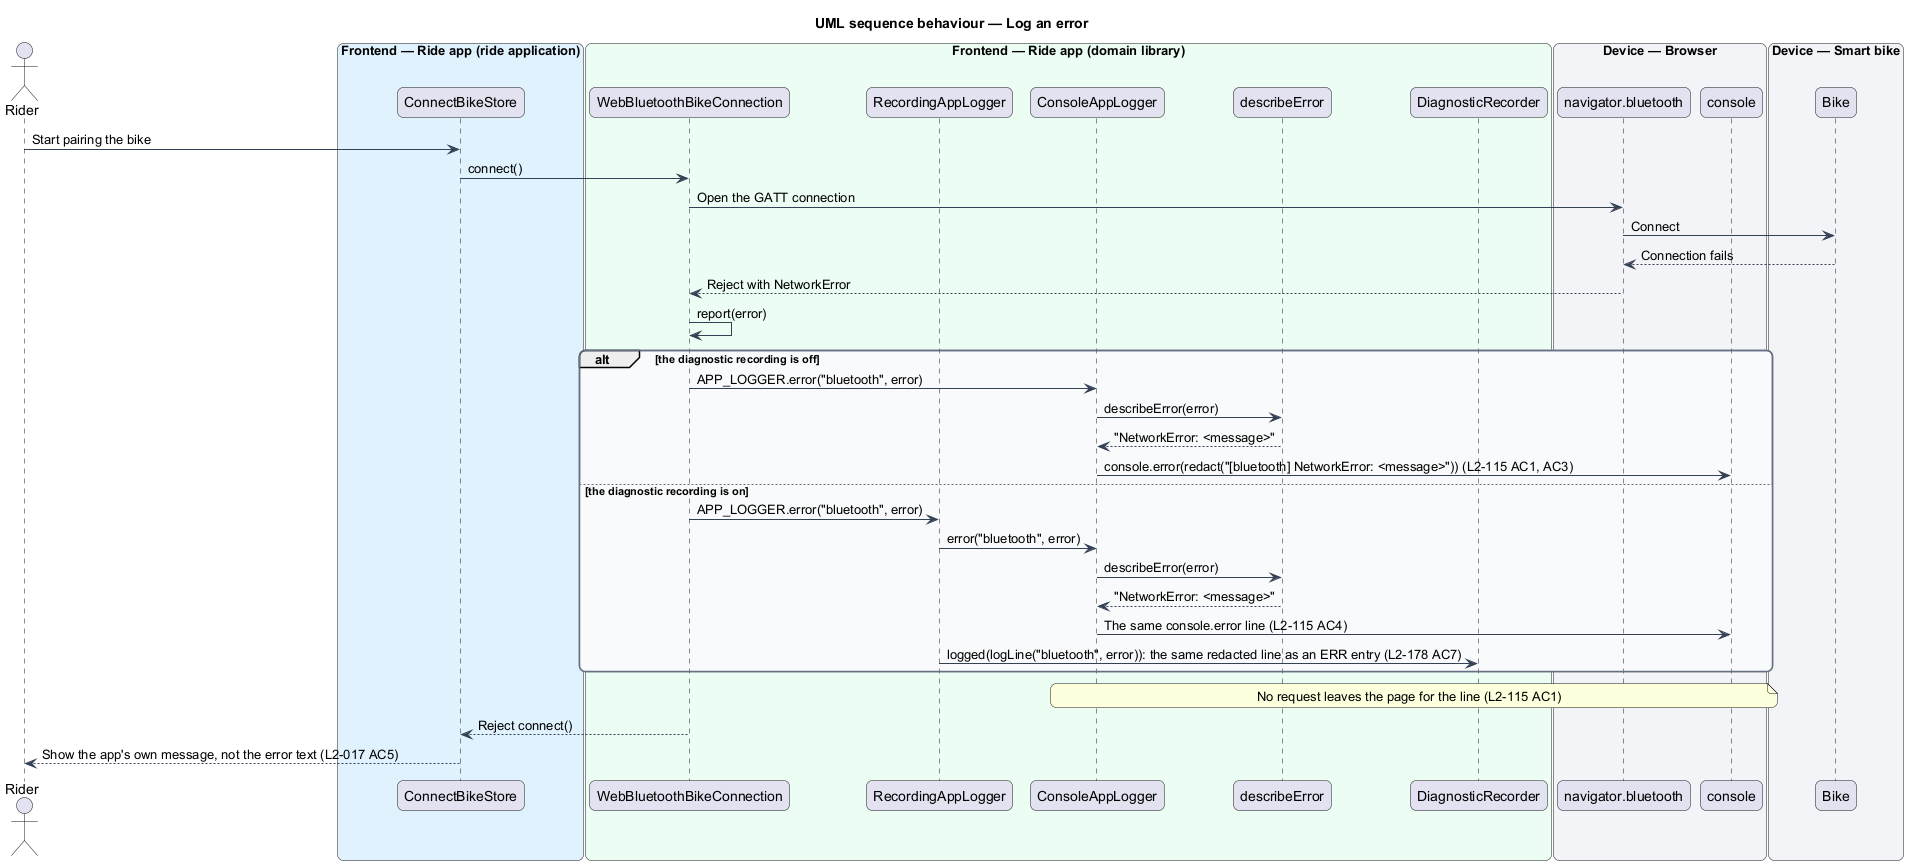 UML sequence behaviour — Log an error
Frontend — Ride app (ride application)
Frontend — Ride app (domain library)
Device — Browser
Device — Smart bike
Rider
ConnectBikeStore
WebBluetoothBikeConnection
RecordingAppLogger
ConsoleAppLogger
describeError
DiagnosticRecorder
navigator.bluetooth
console
Bike
Start pairing the bike
connect()
Open the GATT connection
Connect
Connection fails
Reject with NetworkError
report(error)
alt
[the diagnostic recording is off]
APP_LOGGER.error("bluetooth", error)
describeError(error)
"NetworkError: <message>"
console.error(redact("[bluetooth] NetworkError: <message>")) (L2-115 AC1, AC3)
[the diagnostic recording is on]
APP_LOGGER.error("bluetooth", error)
error("bluetooth", error)
describeError(error)
"NetworkError: <message>"
The same console.error line (L2-115 AC4)
logged(logLine("bluetooth", error)): the same redacted line as an ERR entry (L2-178 AC7)
No request leaves the page for the line (L2-115 AC1)
Reject connect()
Show the app's own message, not the error text (L2-017 AC5)
Rider
ConnectBikeStore
WebBluetoothBikeConnection
RecordingAppLogger
ConsoleAppLogger
describeError
DiagnosticRecorder
navigator.bluetooth
console
Bike